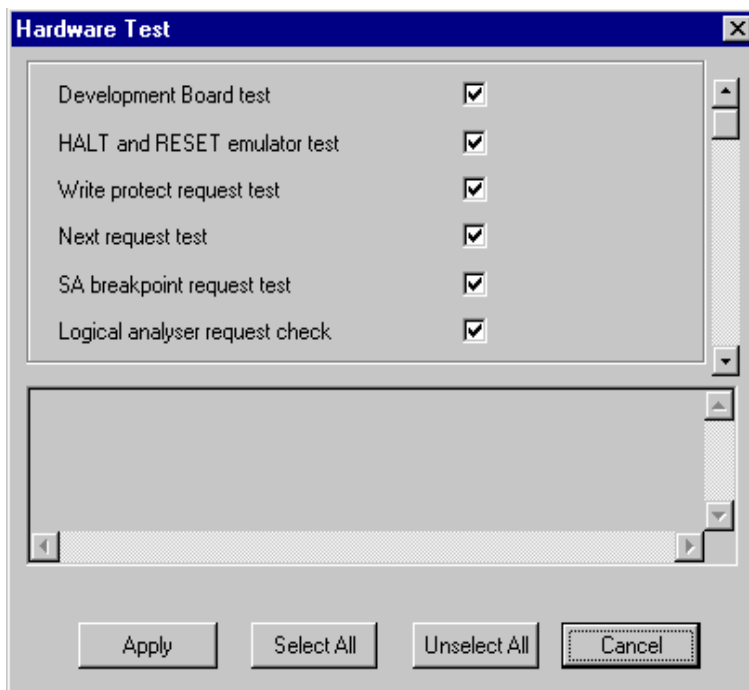 Hardware Test
Development Board test
HALT and RESET emulator test
Write protect request test
Next request test
SA breakpoint request test
Logical analyser request check
Apply Select All Unselect All Cancel